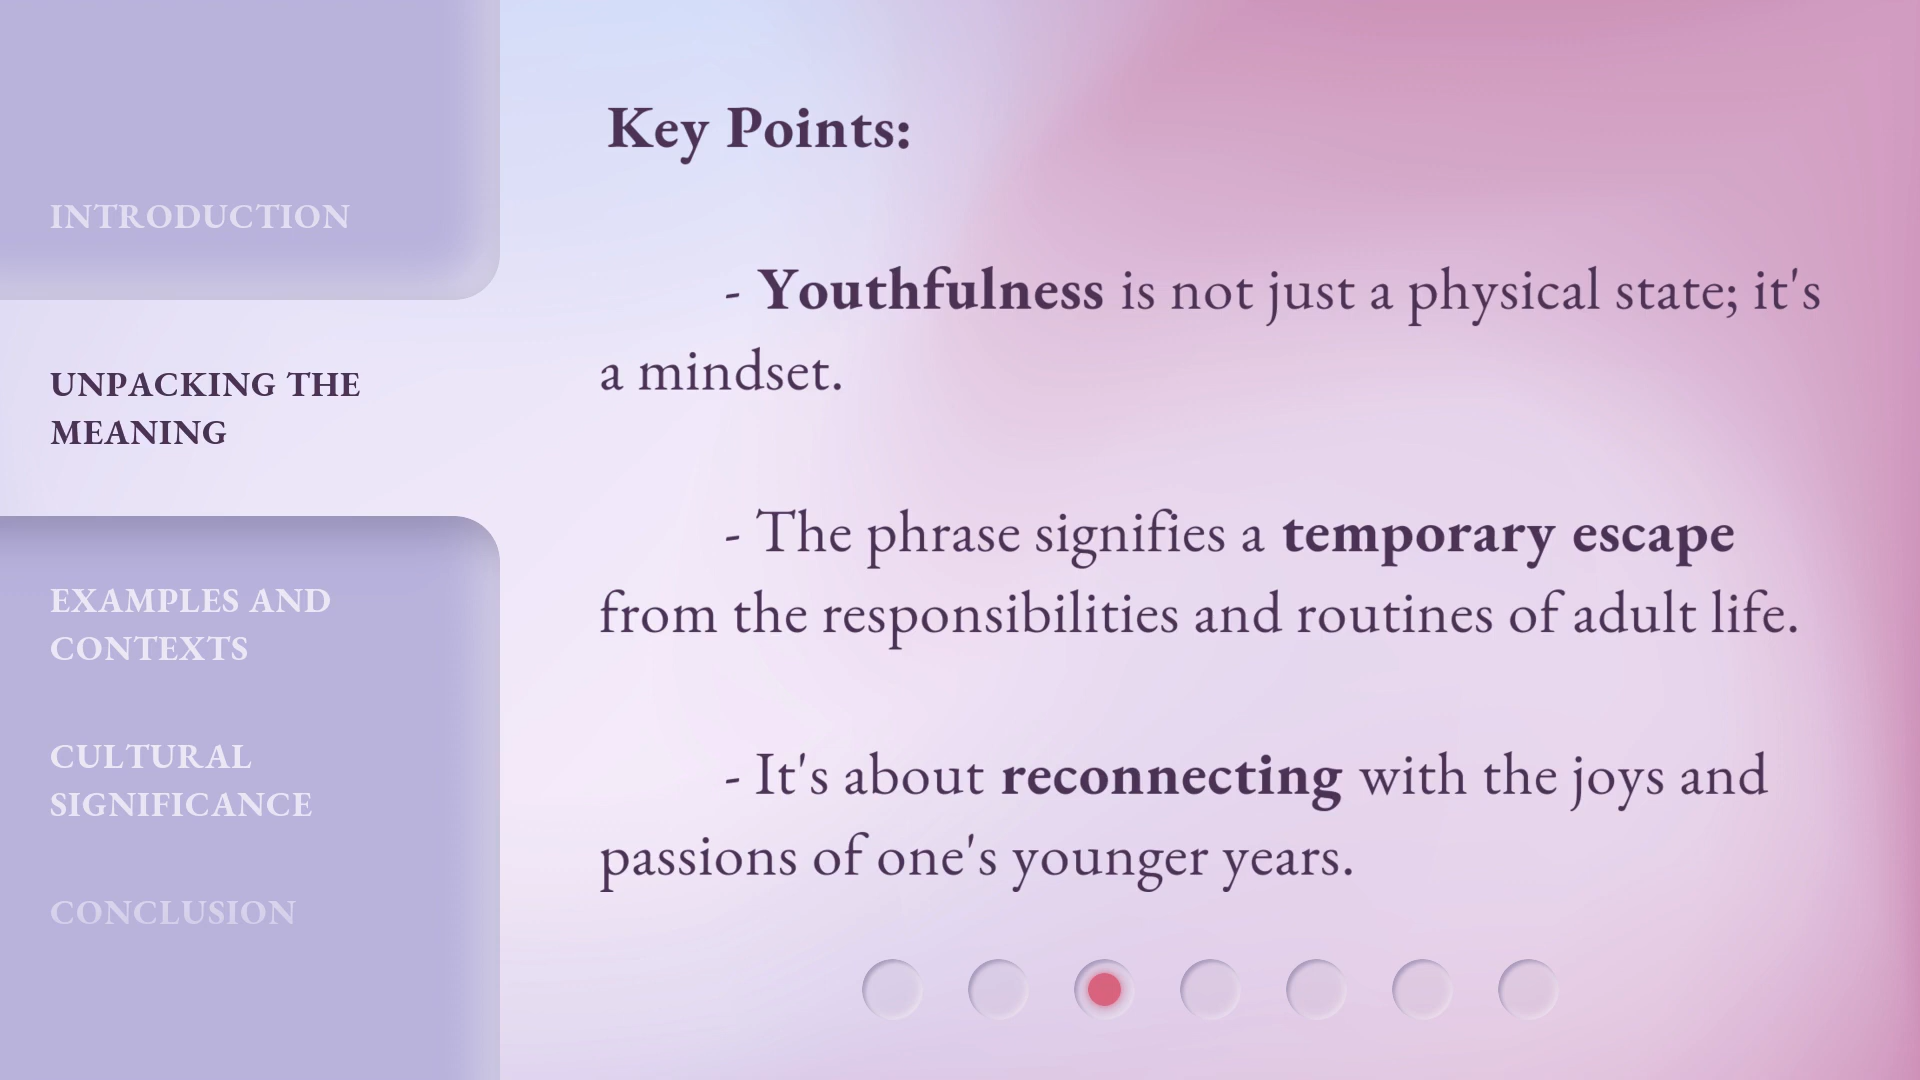 INTRODUCTION
UNPACKING THE
MEANING
EXAMPLES AND
CONTEXTS
CULTURAL
SIGNIFICANCE
CONCLUSION
Key Points:
- Youthfulness is not just a physical state; it's
a mindset.
- The phrase signifies a temporary escape
from the responsibilities and routines of adult life.
- It's about reconnecting with the joys and
passions of one's younger years.